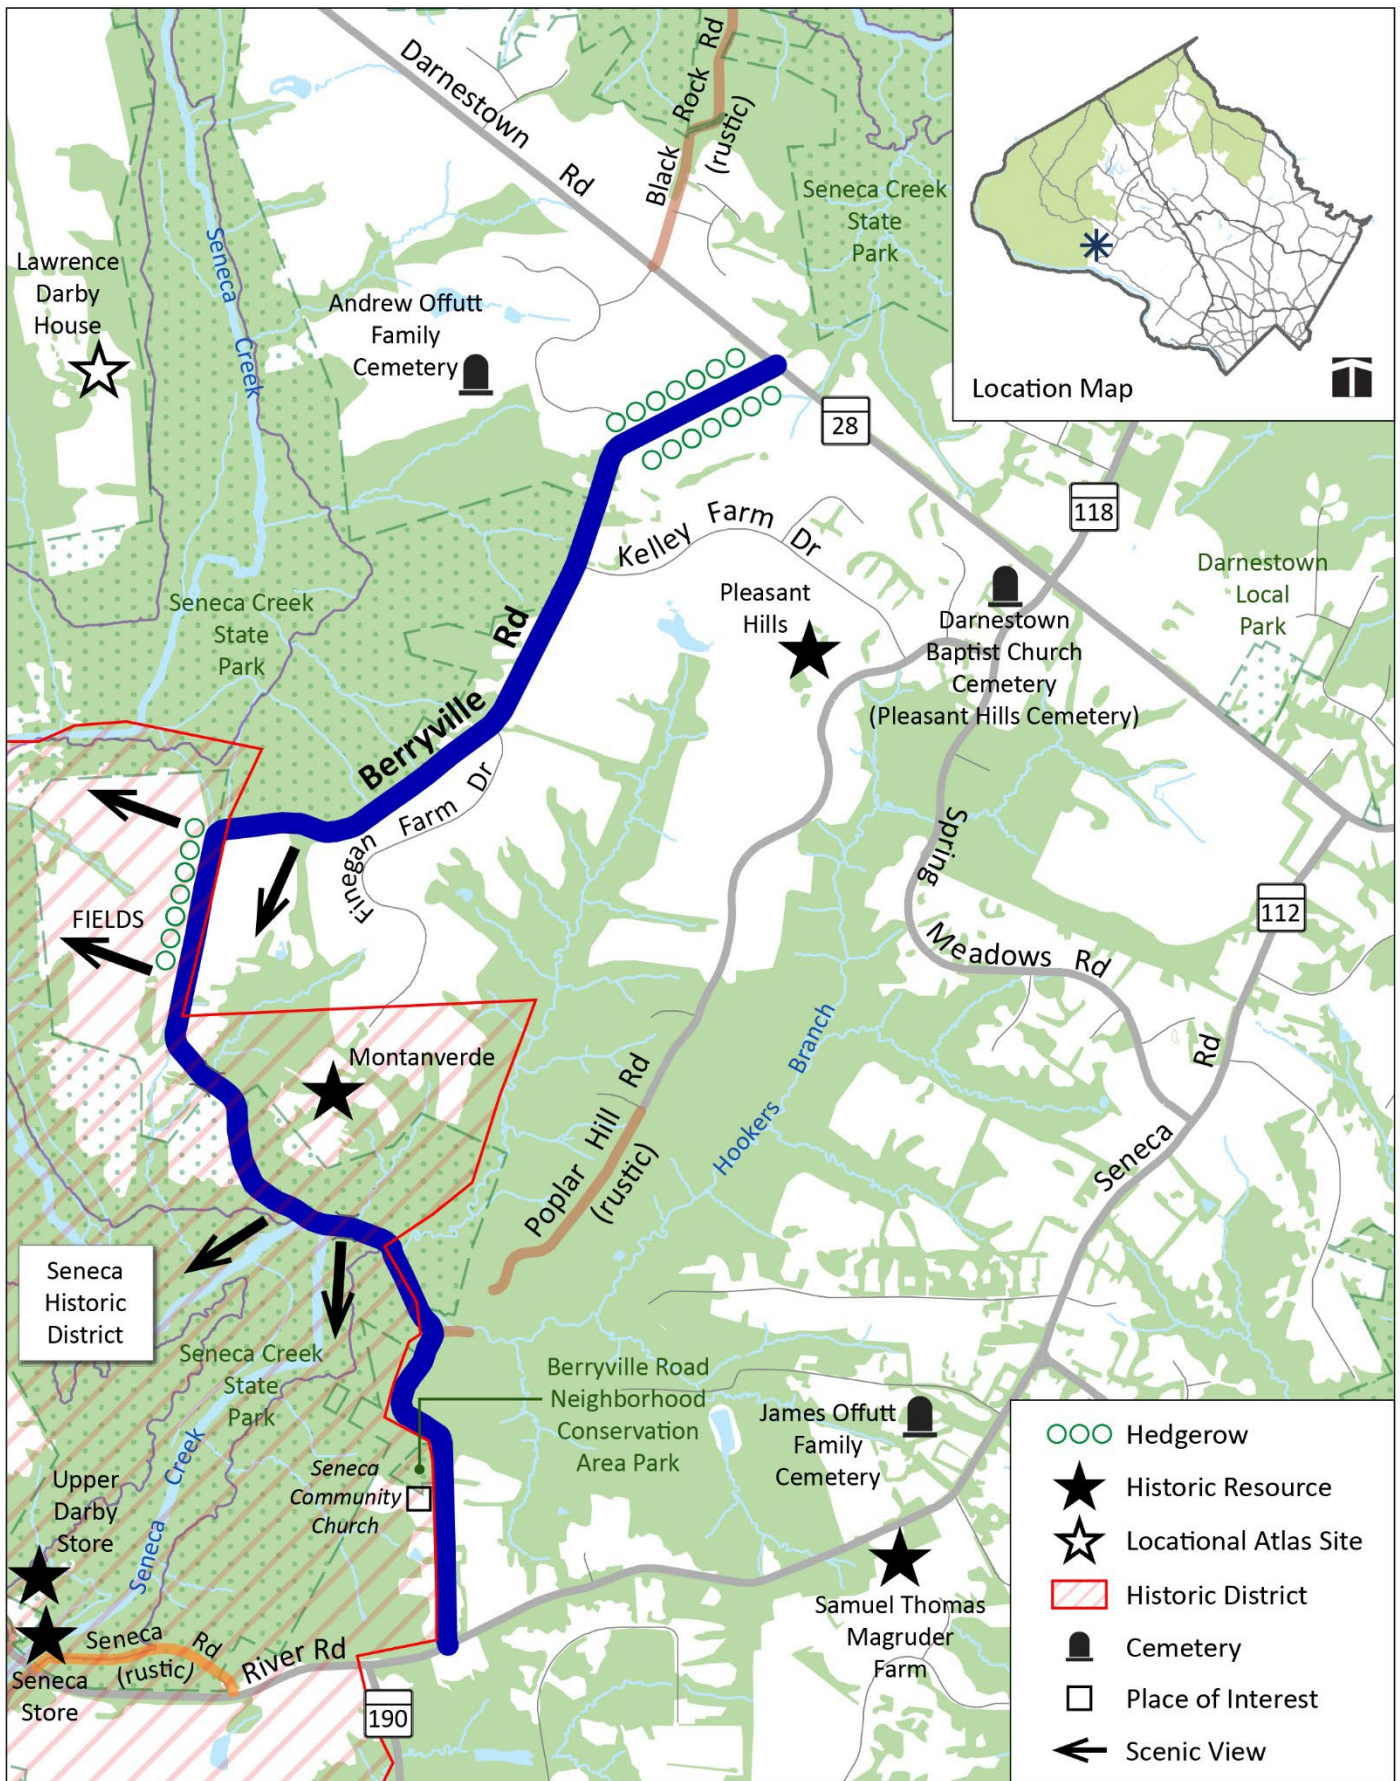 Darnestown
Rd
Black Rock Rd
(rustic)
Seneca Creek
State
Park
Location Map
Lawrence
Darby
House
Seneca
Creek
Andrew Offutt
Family
Cemetery
28
118
Kelley Farm Dr
Pleasant
Hills
Darnestown
Local
Park
Darnestown
Baptist Church
Cemetery
(Pleasant Hills Cemetery)
Seneca Creek
State
Park
Berryville Rd
Finegan Farm Dr
Spring
Meadows Rd
112
FIELDS
Montanverde
Hookers Branch
Poplar Hill Rd
(rustic)
Seneca Rd
Seneca
Historic
District
Seneca Creek
State
Park
Berryville Road
Neighborhood
Conservation
Area Park
James Offutt
Family
Cemetery
Seneca
Community
Church
Upper
Darby
Store
Seneca Creek
Seneca Rd
(rustic)
Seneca
Store
River Rd
190
Samuel Thomas
Magruder
Farm
Hedgerow
Historic Resource
Locational Atlas Site
Historic District
Cemetery
Place of Interest
Scenic View